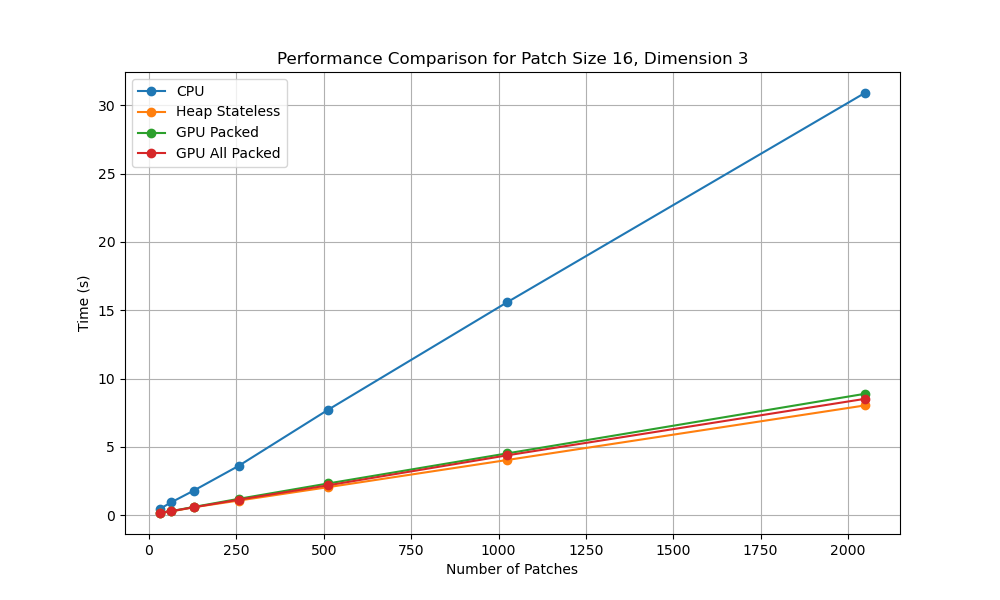 Performance Comparison for Patch Size 16, Dimension 3
CPU
Heap Stateless
GPU Packed
GPU All Packed
Time (s)
30
25
20
15
10
5
0
0 250 500 750 1000 1250 1500 1750 2000
Number of Patches